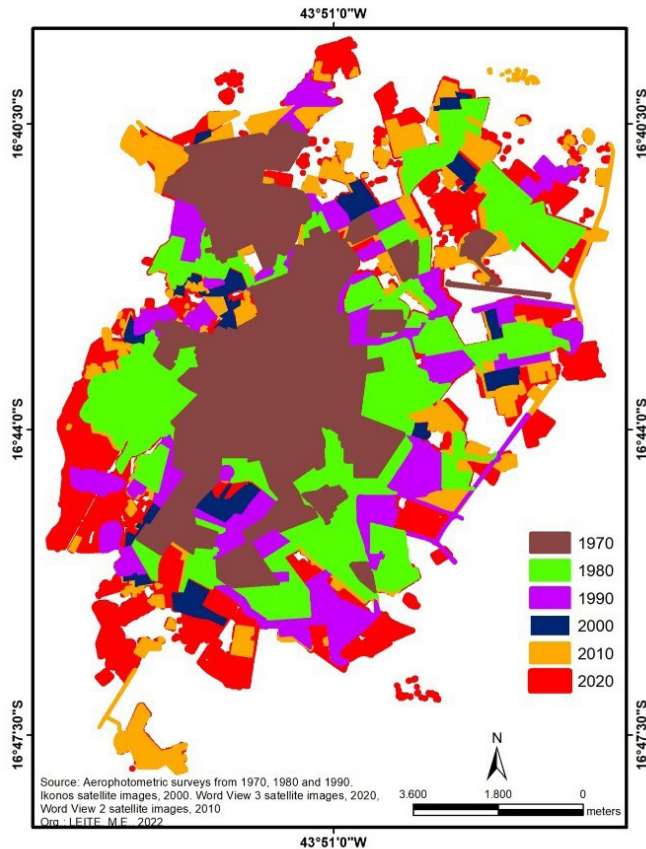 43°51'0"W
16°40'30"S
16°40'30"S
16°44'0"S
16°44'0"S
1970
1980
1990
2000
2010
2020
16°47'30"S
16°47'30"S
N
Source: Aerophotometric surveys from 1970, 1980 and 1990.
Ikonos satellite images, 2000. Word View 3 satellite images, 2020,
Word View 2 satellite images, 2010
Org.: LEITE, M.E., 2022
3.600 1.800 0
meters
43°51'0"W